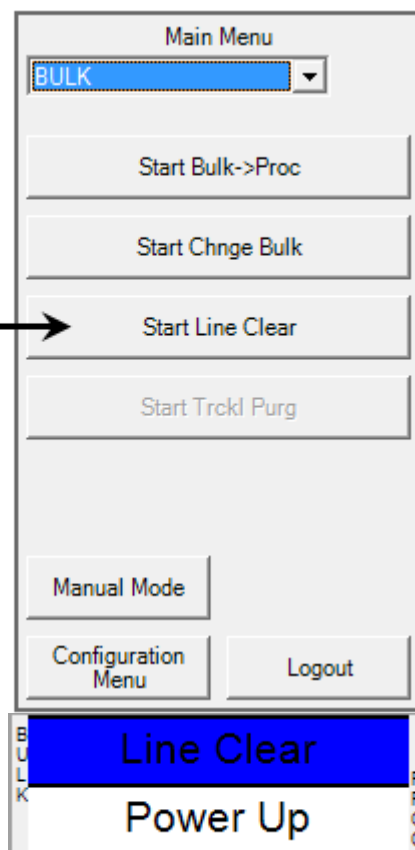 Main Menu
BULK
Start Bulk->Proc
Start Chnge Bulk
Start Line Clear
Start Trckl Purg
Manual Mode
Configuration
Menu
Logout
BULK
Line Clear
Power Up